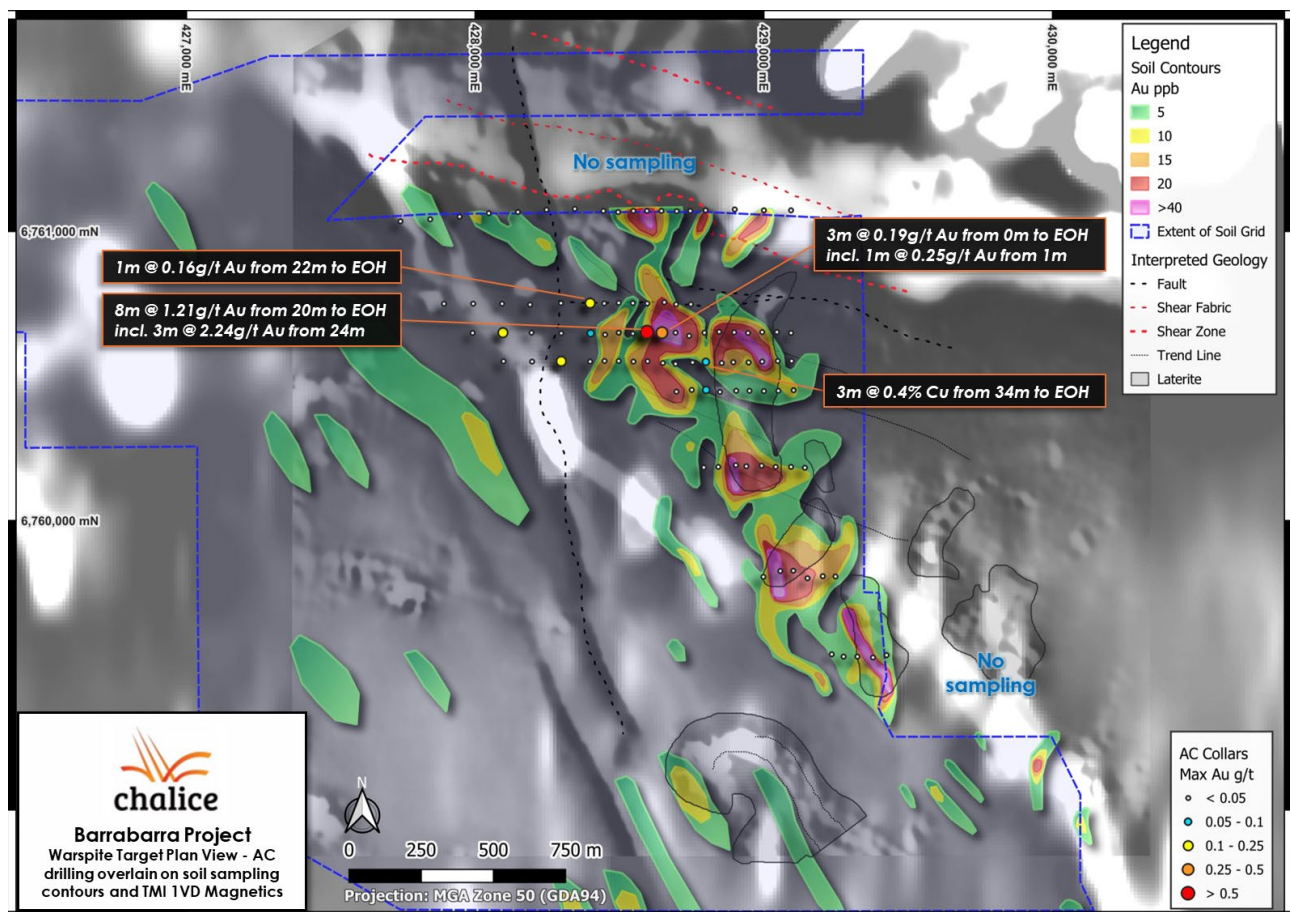 427,000 mE
428,000 mE
429,000 mE
430,000 mE
6,761,000 mN
6,760,000 mN
No sampling
1m @ 0.16g/t Au from 22m to EOH
8m @ 1.21g/t Au from 20m to EOH
incl. 3m @ 2.24g/t Au from 24m
3m @ 0.19g/t Au from 0m to EOH
incl. 1m @ 0.25g/t Au from 1m
3m @ 0.4% Cu from 34m to EOH
No
sampling
Legend
Soil Contours
Au ppb
5
10
15
20
>40
Extent of Soil Grid
Interpreted Geology
Fault
Shear Fabric
Shear Zone
Trend Line
Laterite
chalice
Barrabarra Project
Warspite Target Plan View - AC
drilling overlain on soil sampling
contours and TMI 1VD Magnetics
N
0 250 500 750 m
Projection: MGA Zone 50 (GDA94)
AC Collars
Max Au g/t
< 0.05
0.05 - 0.1
0.1 - 0.25
0.25 - 0.5
> 0.5